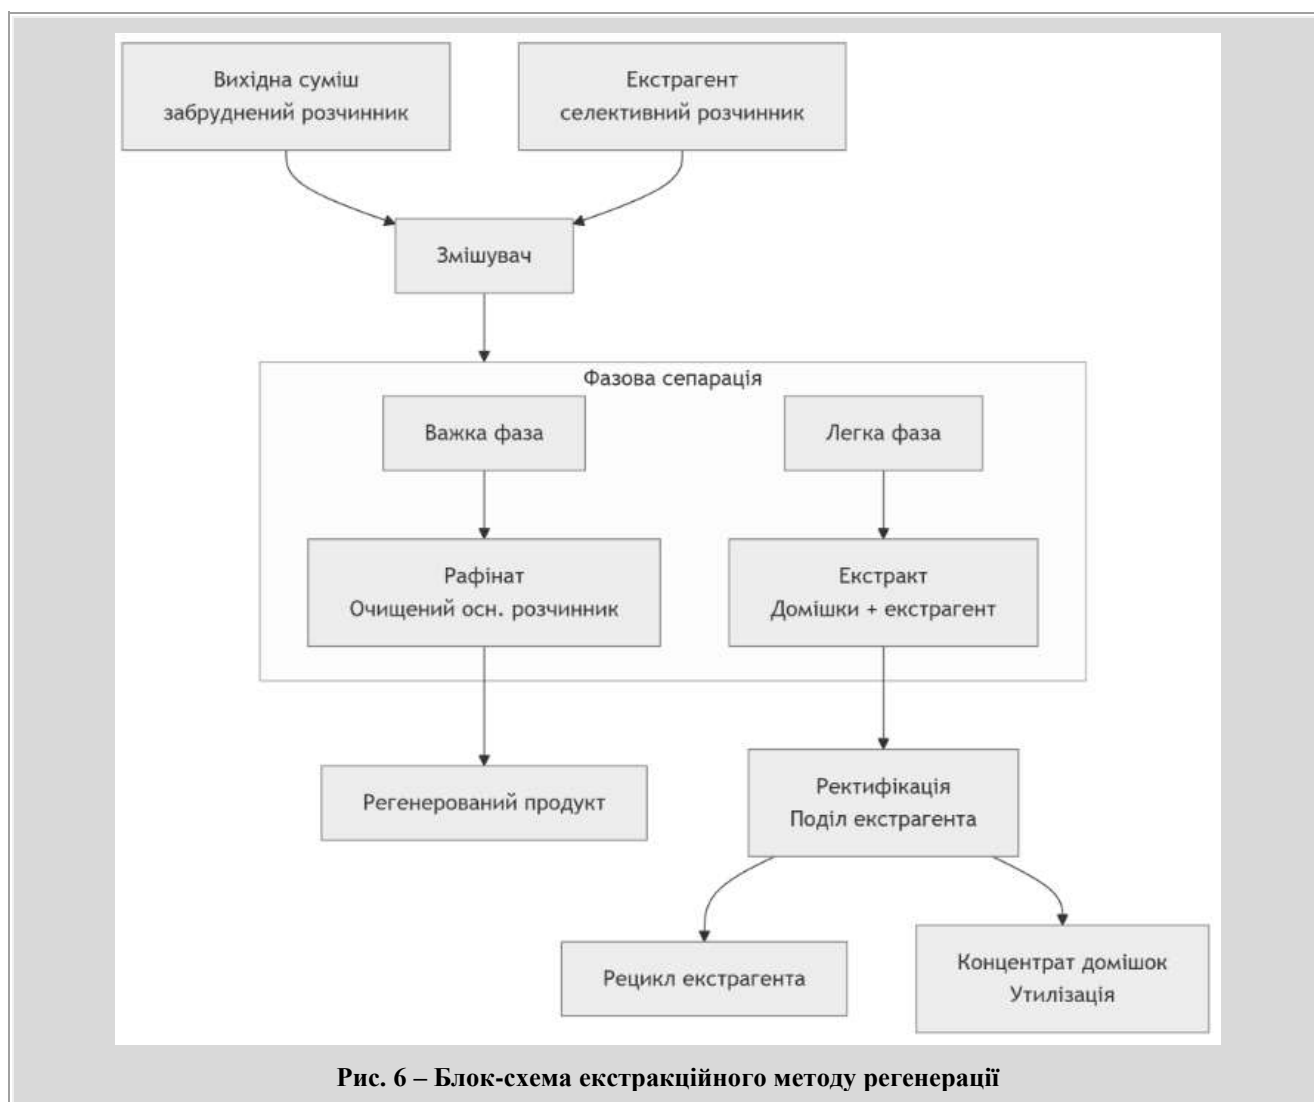 Вихідна суміш
забруднений розчинник
Екстрагент
селективний розчинник
Змішувач
Фазова сепарація
Важка фаза
Легка фаза
Рафінат
Очищений осн. розчинник
Екстракт
Домішки + екстрагент
Регенерований продукт
Ректифікація
Поділ екстрагента
Рецикл екстрагента
Концентрат домішок
Утилізація
Рис. 6 – Блок-схема екстракційного методу регенерації